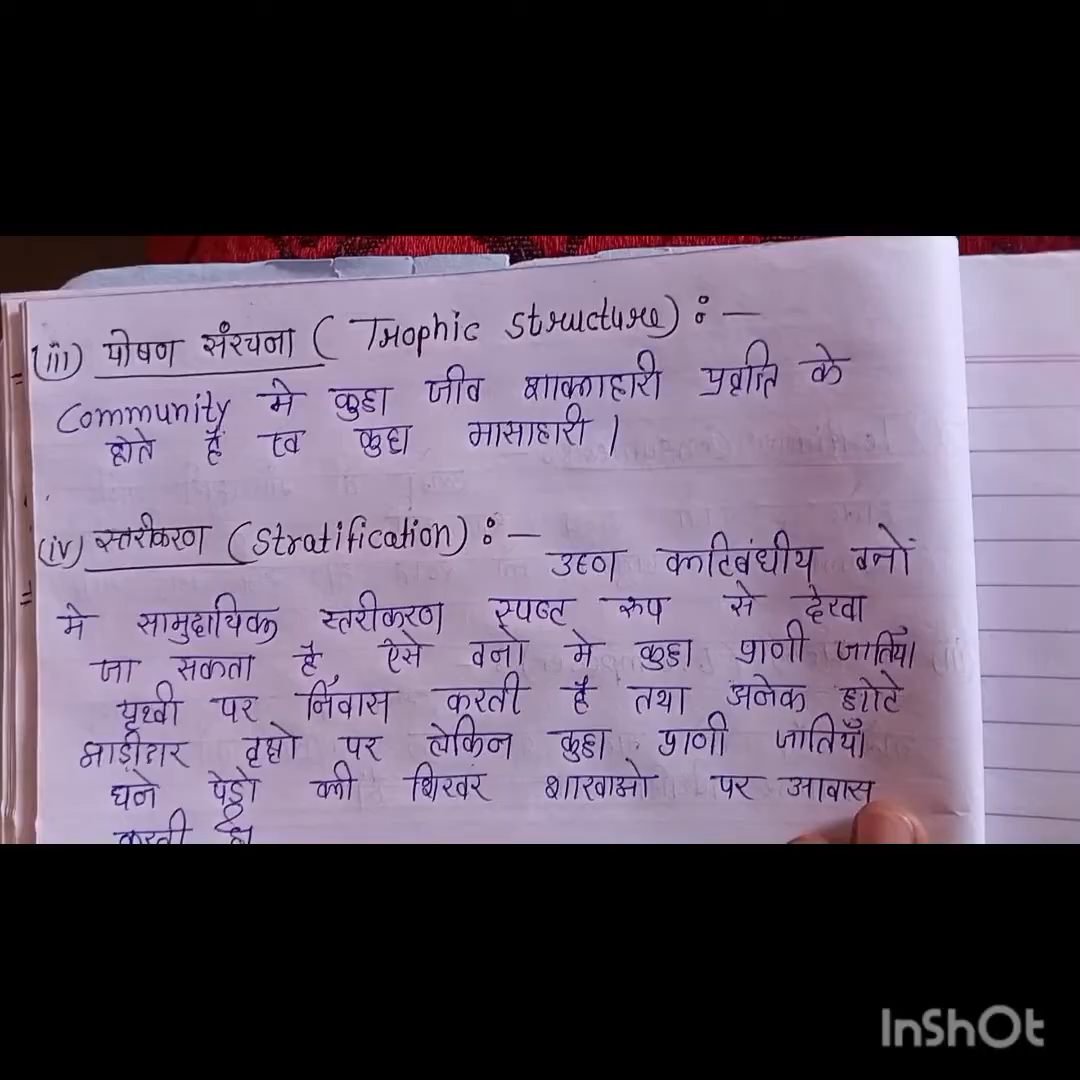 (iii) पोषण संरचना ( Trophic structure) : —
Community मे कुछ जीव शाकाहारी प्रवृति के
होते हैं एव कुछ मासाहारी ।
(iv) स्तरीकरण (Stratification) : —
उष्ण कटिबंधीय वनों
मे सामुदायिक स्तरीकरण स्पष्ट रूप से देखा
जा सकता है ऐसे वनो मे कुछ प्राणी जातियाँ
पृथ्वी पर निवास करती है तथा अनेक छोटे
झाड़ीदार वृक्षो पर लेकिन कुछ प्राणी जातियाँ
घने पेड़ो की शिखर शाखाओ पर आवास
करती है
InShOt